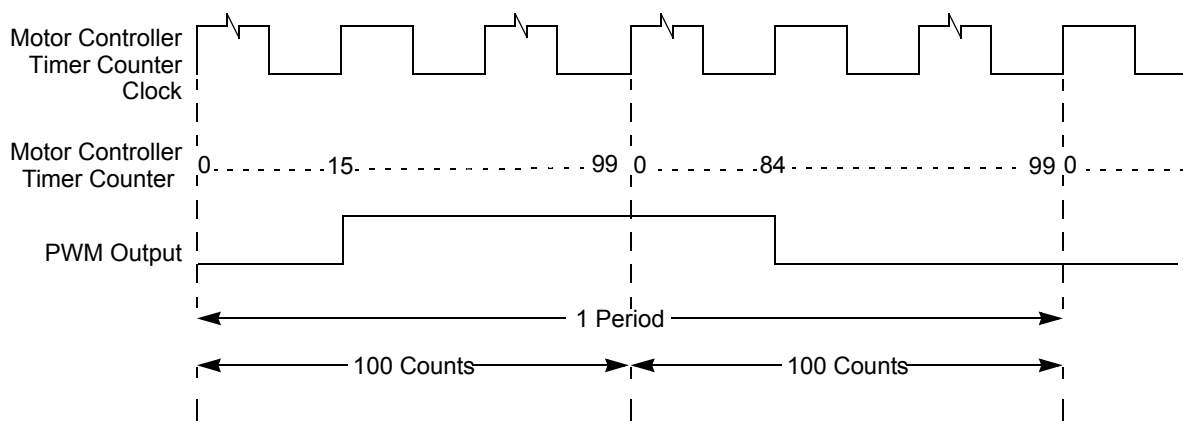 Motor Controller
Timer Counter
Clock
Motor Controller
Timer Counter
0 15 99 0 84 99 0
PWM Output
1 Period
100 Counts 100 Counts